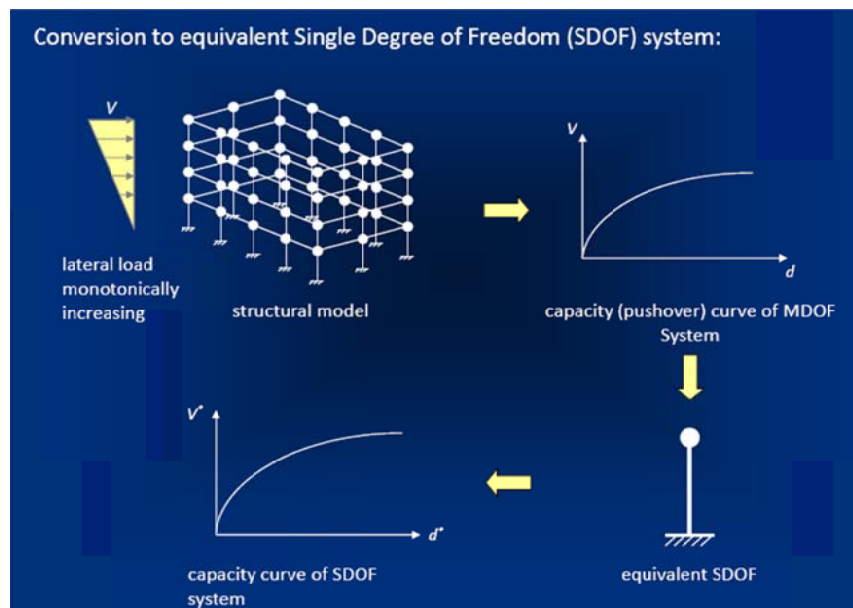 Conversion to equivalent Single Degree of Freedom (SDOF) system:
V
lateral load
monotonically
increasing
structural model
V
d
capacity (pushover) curve of MDOF
System
V*
d*
capacity curve of SDOF
system
equivalent SDOF